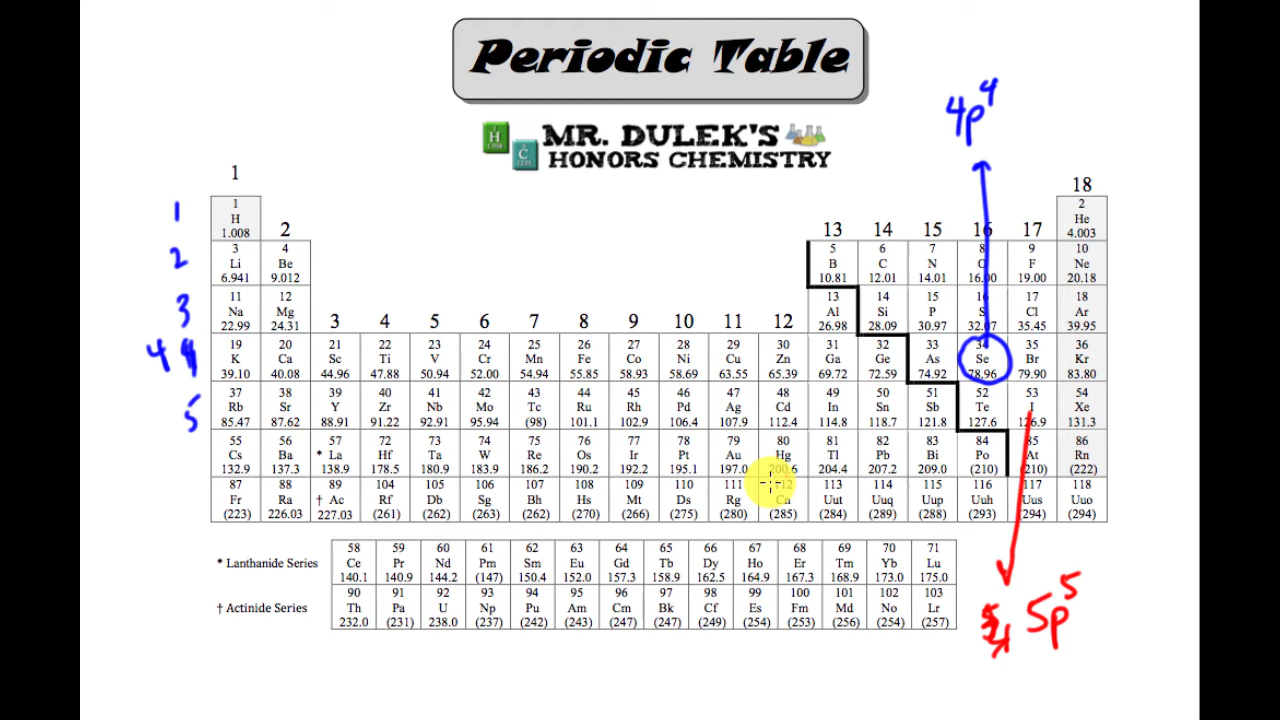 Periodic Table
4p4
H
C
MR. DULEK'S
HONORS CHEMISTRY
1 18
1 1 2
H 2 13 14 15 16 17 He
1.008 4.003
2 3 4 5 6 7 8 9 10
Li Be B C N O F Ne
6.941 9.012 10.81 12.01 14.01 16.00 19.00 20.18
3 11 12 13 14 15 16 17 18
Na Mg 3 4 5 6 7 8 9 10 11 12 Al Si P S Cl Ar
22.99 24.31 26.98 28.09 30.97 32.07 35.45 39.95
4 19 20 21 22 23 24 25 26 27 28 29 30 31 32 33 34 35 36
K Ca Sc Ti V Cr Mn Fe Co Ni Cu Zn Ga Ge As Se Br Kr
39.10 40.08 44.96 47.88 50.94 52.00 54.94 55.85 58.93 58.69 63.55 65.39 69.72 72.59 74.92 78.96 79.90 83.80
5 37 38 39 40 41 42 43 44 45 46 47 48 49 50 51 52 53 54
Rb Sr Y Zr Nb Mo Tc Ru Rh Pd Ag Cd In Sn Sb Te I Xe
85.47 87.62 88.91 91.22 92.91 95.94 (98) 101.1 102.9 106.4 107.9 112.4 114.8 118.7 121.8 127.6 126.9 131.3
55 56 57 72 73 74 75 76 77 78 79 80 81 82 83 84 85 86
Cs Ba * La Hf Ta W Re Os Ir Pt Au Hg Tl Pb Bi Po At Rn
132.9 137.3 138.9 178.5 180.9 183.9 186.2 190.2 192.2 195.1 197.0 200.6 204.4 207.2 209.0 (210) (210) (222)
87 88 89 104 105 106 107 108 109 110 111 112 113 114 115 116 117 118
Fr Ra † Ac Rf Db Sg Bh Hs Mt Ds Rg Cn Uut Uuq Uup Uuh Uus Uuo
(223) 226.03 227.03 (261) (262) (263) (262) (270) (266) (275) (280) (285) (284) (289) (288) (293) (294) (294)
58 59 60 61 62 63 64 65 66 67 68 69 70 71
* Lanthanide Series Ce Pr Nd Pm Sm Eu Gd Tb Dy Ho Er Tm Yb Lu
140.1 140.9 144.2 (147) 150.4 152.0 157.3 158.9 162.5 164.9 167.3 168.9 173.0 175.0
90 91 92 93 94 95 96 97 98 99 100 101 102 103
† Actinide Series Th Pa U Np Pu Am Cm Bk Cf Es Fm Md No Lr
232.0 (231) 238.0 (237) (242) (243) (247) (247) (249) (254) (253) (256) (254) (257)
5p5